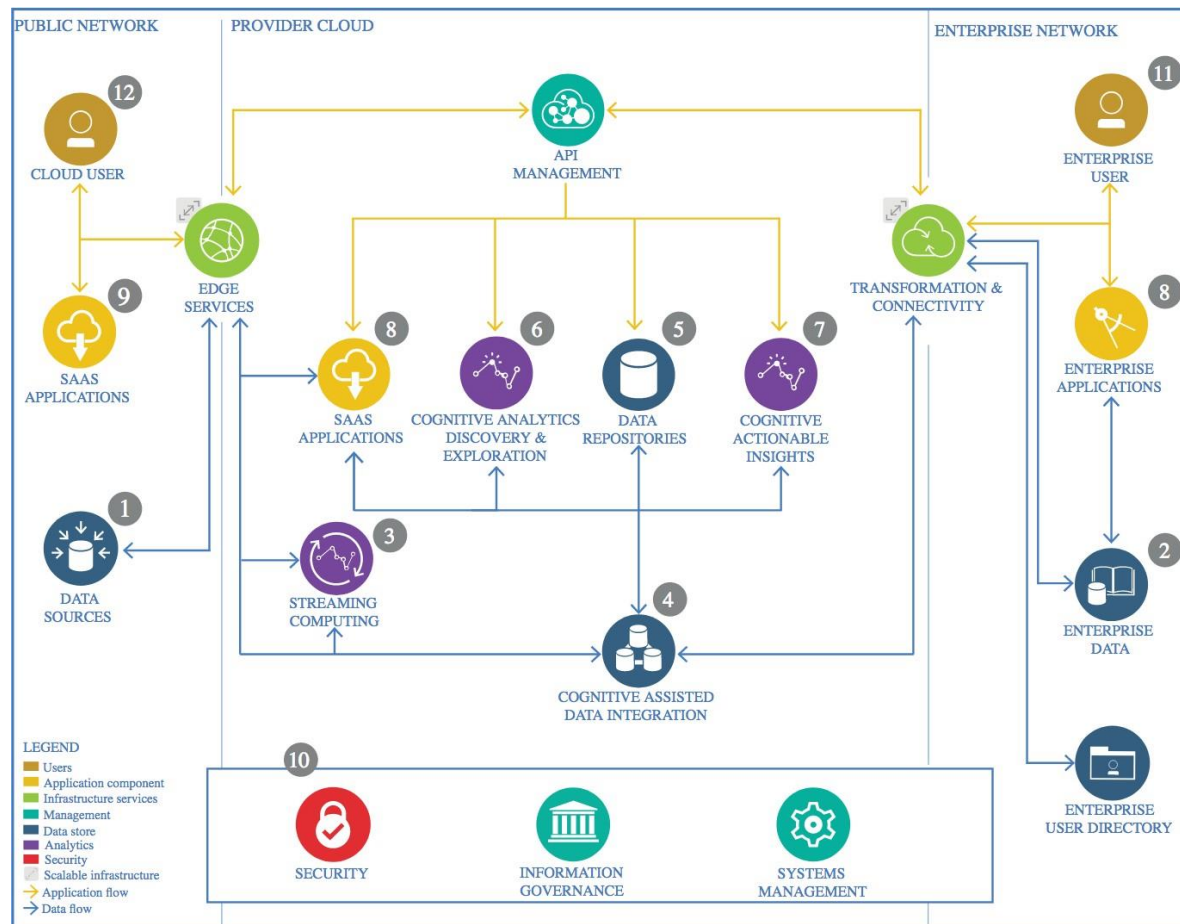 PUBLIC NETWORK
PROVIDER CLOUD
ENTERPRISE NETWORK
12
CLOUD USER
API
MANAGEMENT
11
ENTERPRISE
USER
EDGE
SERVICES
TRANSFORMATION &
CONNECTIVITY
9
SAAS
APPLICATIONS
8
SAAS
APPLICATIONS
6
COGNITIVE ANALYTICS
DISCOVERY &
EXPLORATION
5
DATA
REPOSITORIES
7
COGNITIVE
ACTIONABLE
INSIGHTS
8
ENTERPRISE
APPLICATIONS
1
DATA
SOURCES
3
STREAMING
COMPUTING
4
COGNITIVE ASSISTED
DATA INTEGRATION
2
ENTERPRISE
DATA
ENTERPRISE
USER DIRECTORY
10
SECURITY
INFORMATION
GOVERNANCE
SYSTEMS
MANAGEMENT
LEGEND
Users
Application component
Infrastructure services
Management
Data store
Analytics
Security
Scalable infrastructure
Application flow
Data flow